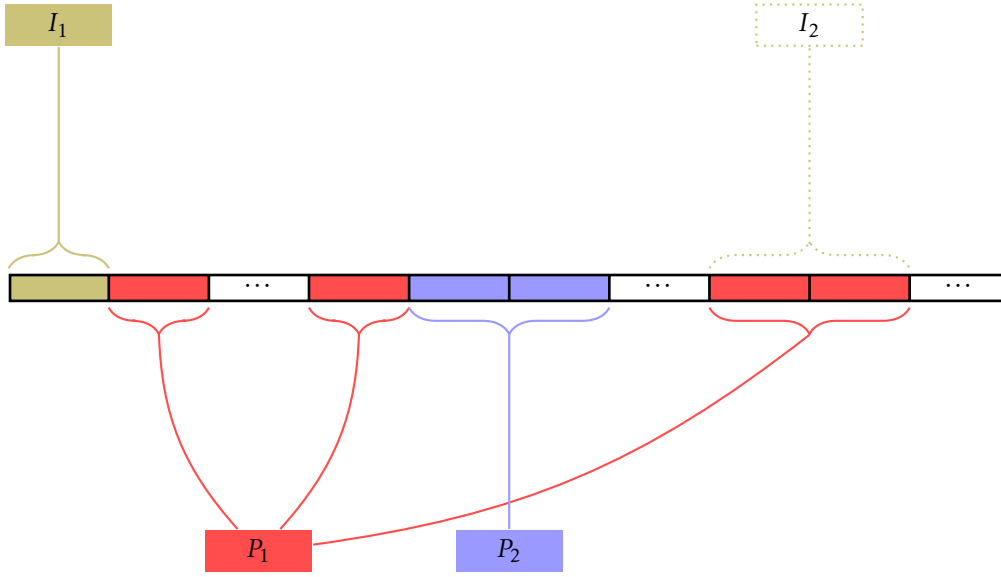 I₁ I₂
⋯ ⋯ ⋯
P₁ P₂